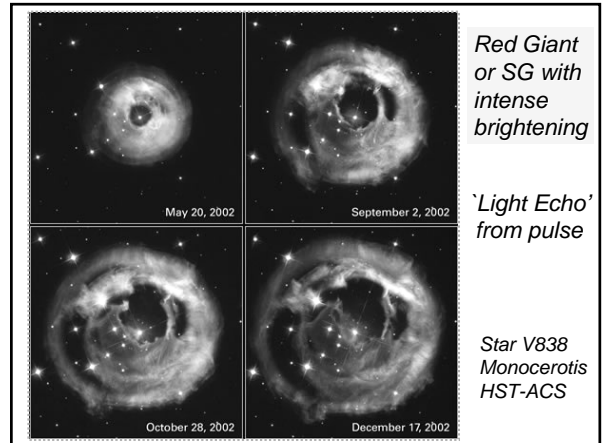 Red Giant
or SG with
intense
brightening
May 20, 2002
September 2, 2002
`Light Echo'
from pulse
Star V838
Monocerotis
HST-ACS
October 28, 2002
December 17, 2002